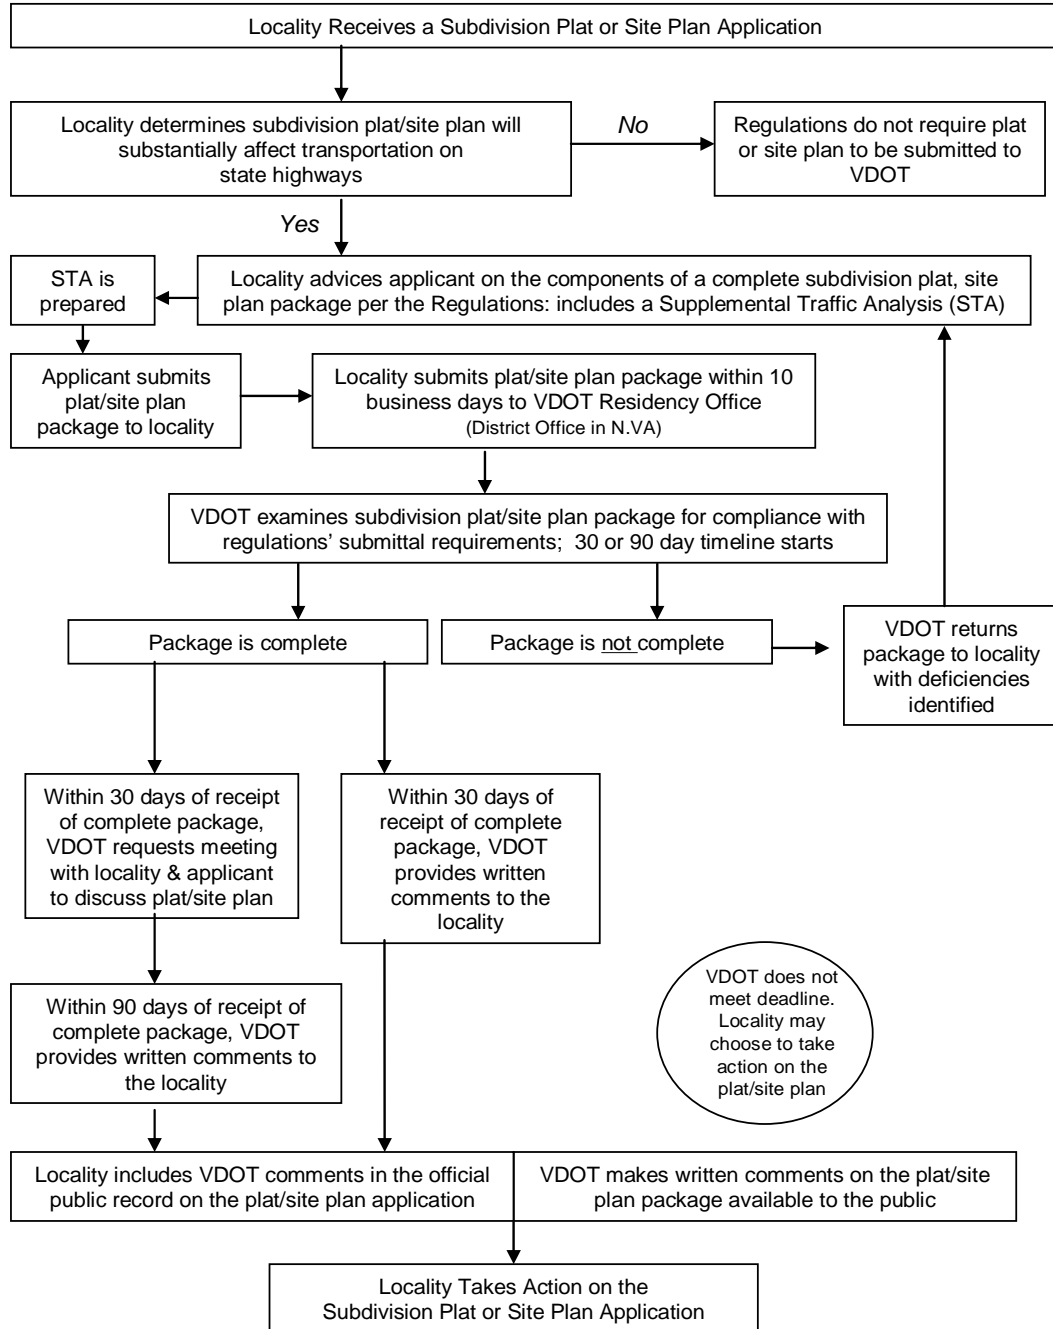 Locality Receives a Subdivision Plat or Site Plan Application
Locality determines subdivision plat/site plan will
substantially affect transportation on
state highways
No
Regulations do not require plat
or site plan to be submitted to
VDOT
Yes
STA is
prepared
Locality advices applicant on the components of a complete subdivision plat, site
plan package per the Regulations: includes a Supplemental Traffic Analysis (STA)
Applicant submits
plat/site plan
package to locality
Locality submits plat/site plan package within 10
business days to VDOT Residency Office
(District Office in N.VA)
VDOT examines subdivision plat/site plan package for compliance with
regulations’ submittal requirements; 30 or 90 day timeline starts
Package is complete
Package is not complete
VDOT returns
package to locality
with deficiencies
identified
Within 30 days of receipt
of complete package,
VDOT requests meeting
with locality & applicant
to discuss plat/site plan
Within 30 days of
receipt of complete
package, VDOT
provides written
comments to the
locality
Within 90 days of receipt of
complete package, VDOT
provides written comments to
the locality
VDOT does not
meet deadline.
Locality may
choose to take
action on the
plat/site plan
Locality includes VDOT comments in the official
public record on the plat/site plan application
VDOT makes written comments on the plat/site
plan package available to the public
Locality Takes Action on the
Subdivision Plat or Site Plan Application